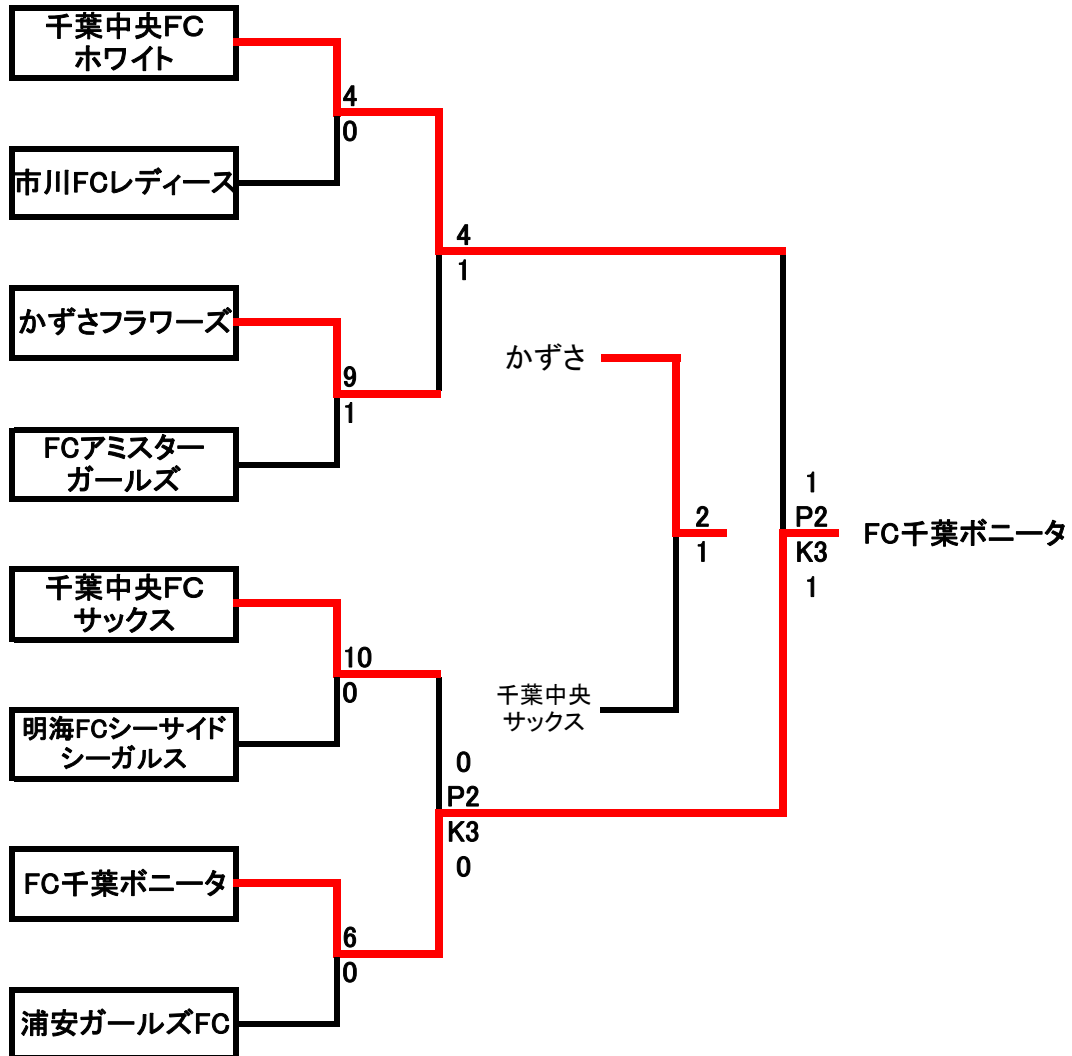 千葉中央FC
ホワイト
4
0
市川FCレディース
4
1
かずさフラワーズ
かずさ
9
1
FCアミスター
ガールズ
1
P2
K3
1
FC千葉ボニータ
2
1
千葉中央FC
サックス
10
0
千葉中央
サックス
明海FCシーサイド
シーガルス
0
P2
K3
0
FC千葉ボニータ
6
0
浦安ガールズFC